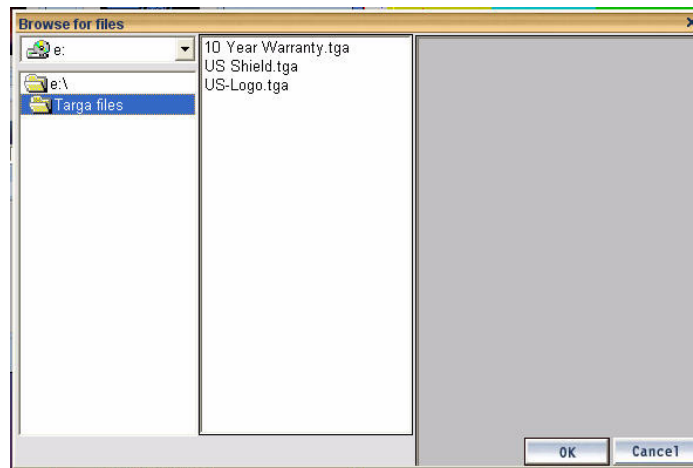 Browse for files
e:
e:\
Targa files
10 Year Warranty.tga
US Shield.tga
US-Logo.tga
OK
Cancel